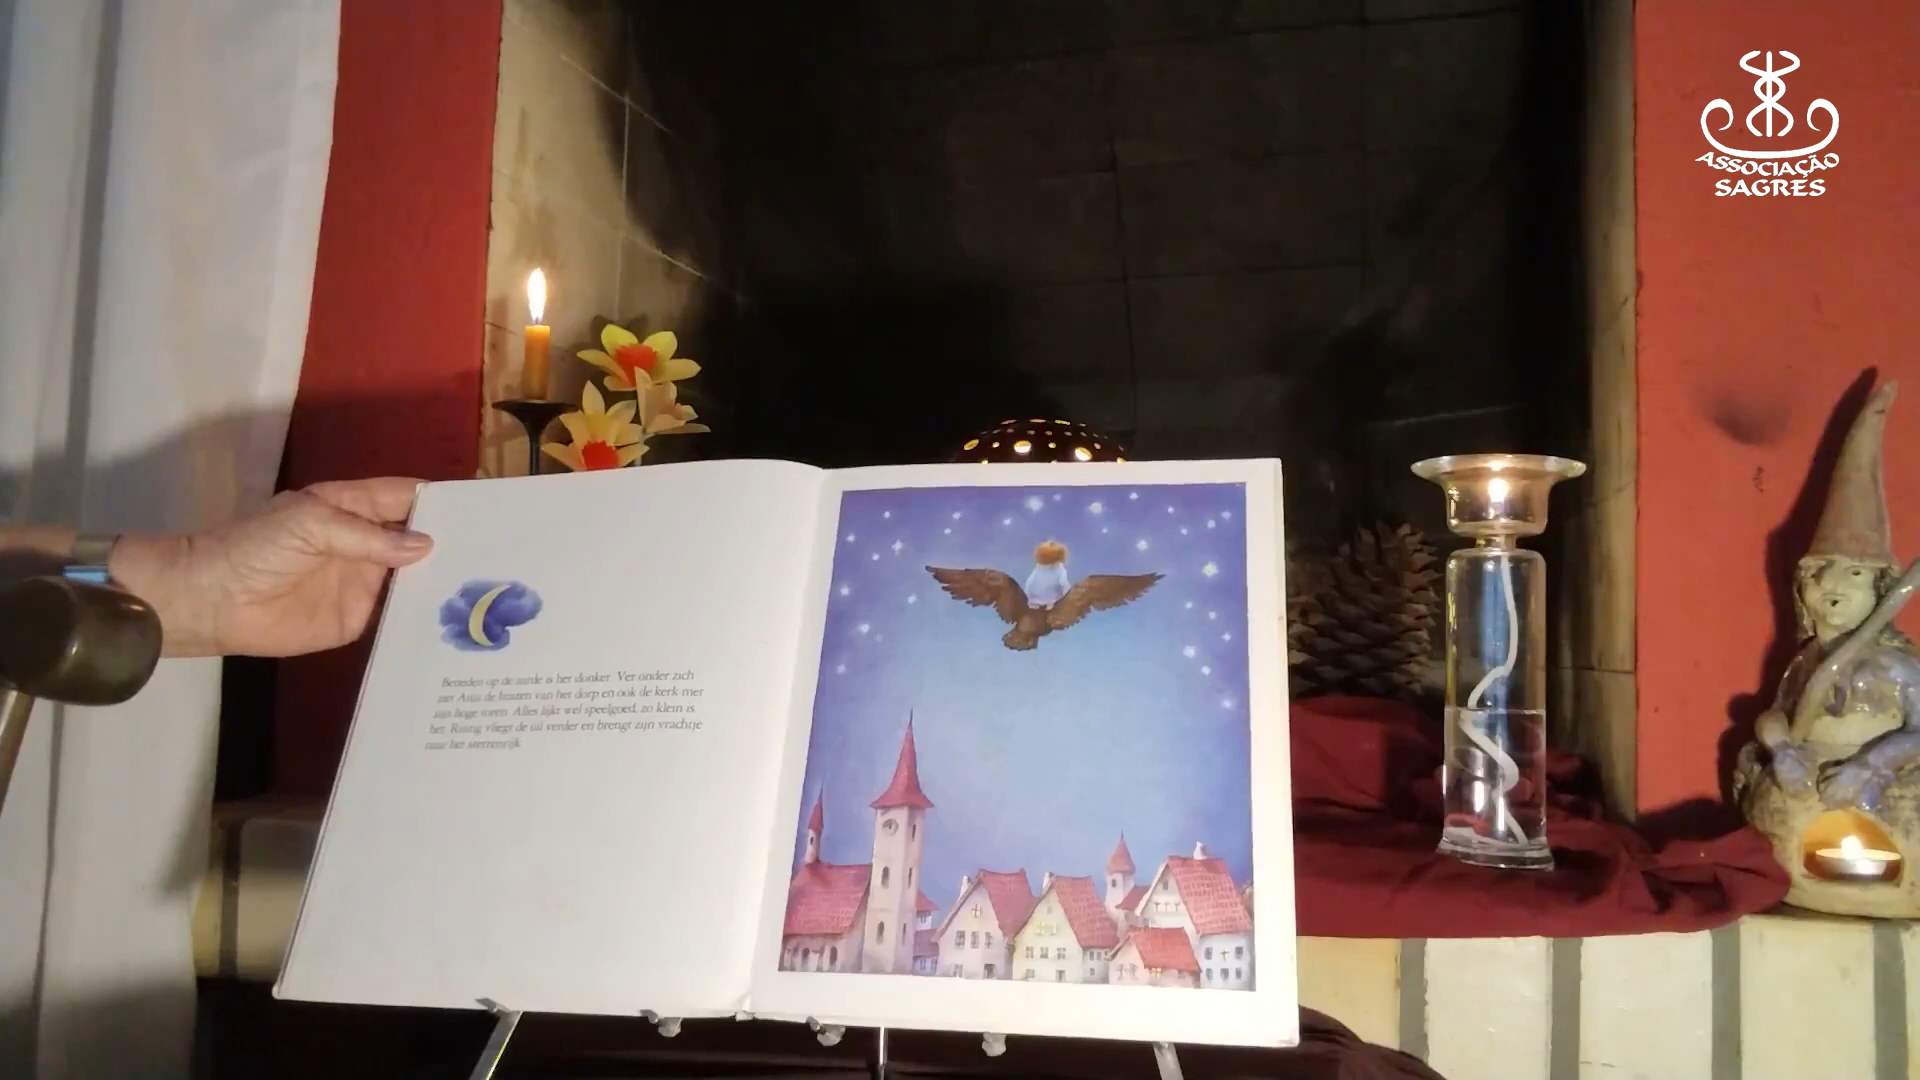 ASSOCIAÇÃO
SAGRES
Beneden op de aarde is het donker. Ver onder zich
ziet Anja de huizen van het dorp en ook de kerk met
zijn hoge toren. Alles lijkt wel speelgoed, zo klein is
het. Rustig vliegt de uil verder en brengt zijn vrachtje
naar het sterrenrijk.